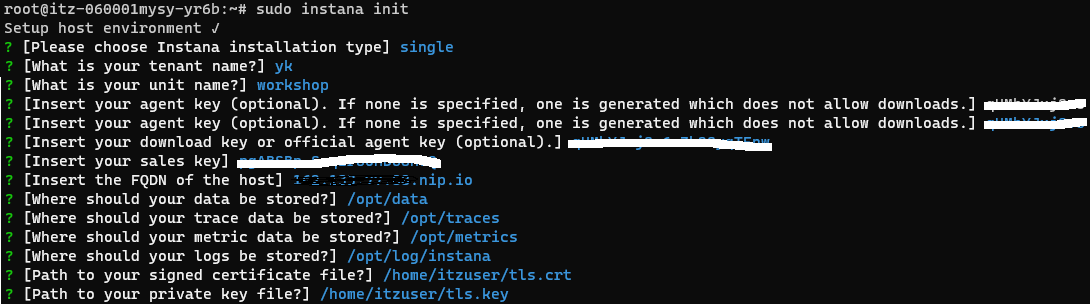 root@itz-060001mysy-yr6b:~# sudo instana init
Setup host environment ✓
? [Please choose Instana installation type] single
? [What is your tenant name?] yk
? [What is your unit name?] workshop
? [Insert your agent key (optional). If none is specified, one is generated which does not allow downloads.]
? [Insert your agent key (optional). If none is specified, one is generated which does not allow downloads.]
? [Insert your download key or official agent key (optional).]
? [Insert your sales key]
? [Insert the FQDN of the host] .nip.io
? [Where should your data be stored?] /opt/data
? [Where should your trace data be stored?] /opt/traces
? [Where should your metric data be stored?] /opt/metrics
? [Where should your logs be stored?] /opt/log/instana
? [Path to your signed certificate file?] /home/itzuser/tls.crt
? [Path to your private key file?] /home/itzuser/tls.key